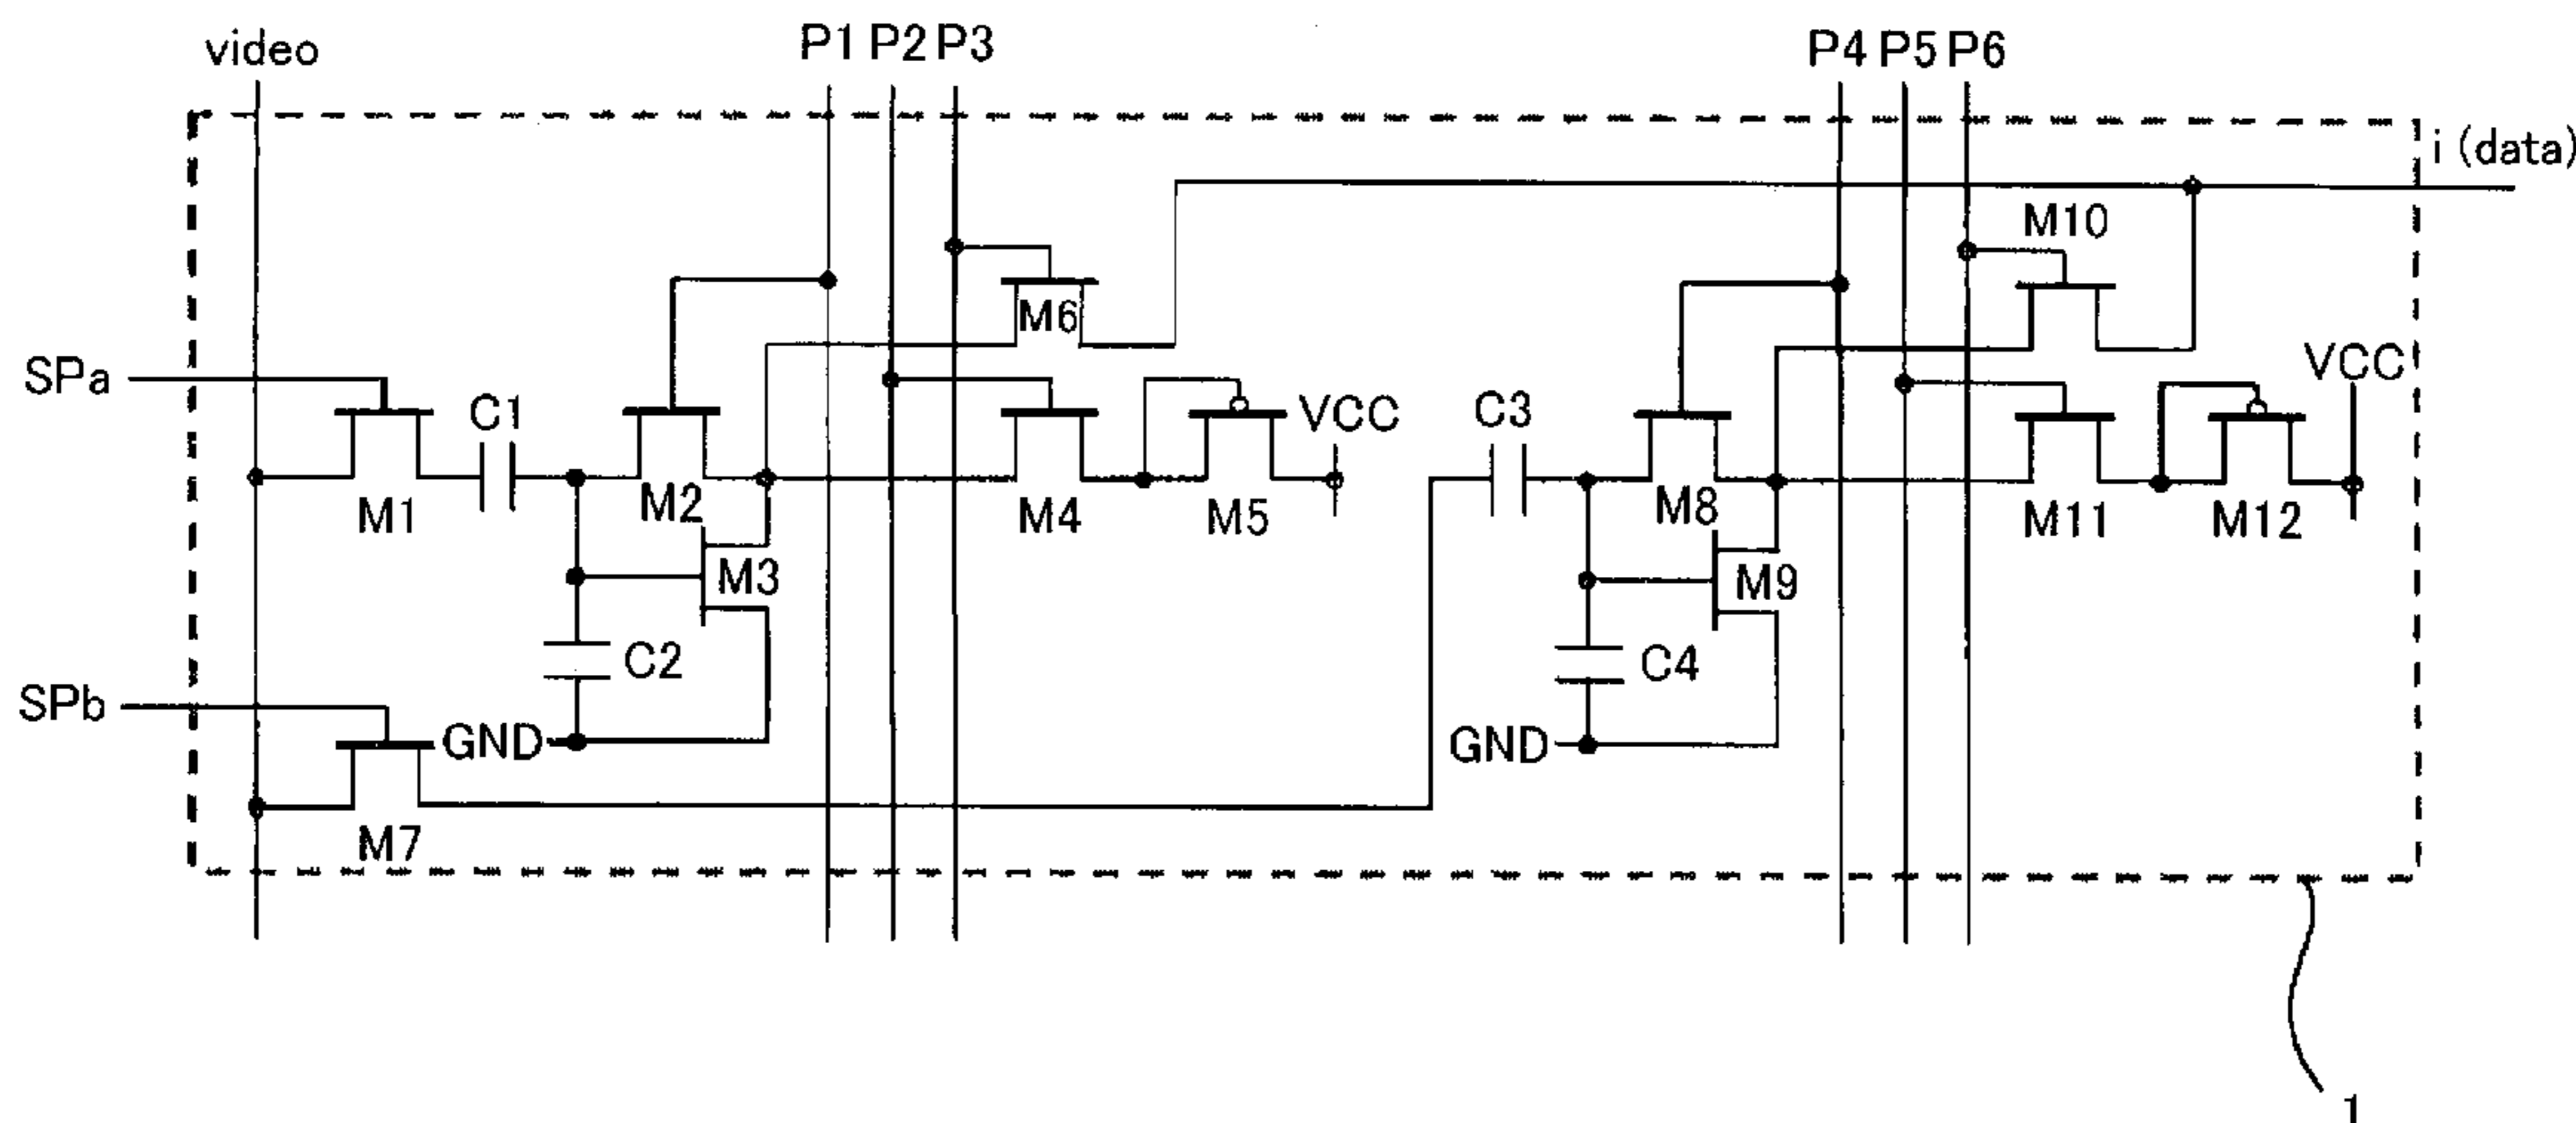 video
P1 P2 P3
P4 P5 P6
i (data)
M10
M6
SPa
C1
VCC
C3
VCC
M1
M2
M4
M5
M8
M11
M12
M3
M9
C2
C4
SPb
GND
GND
M7
1